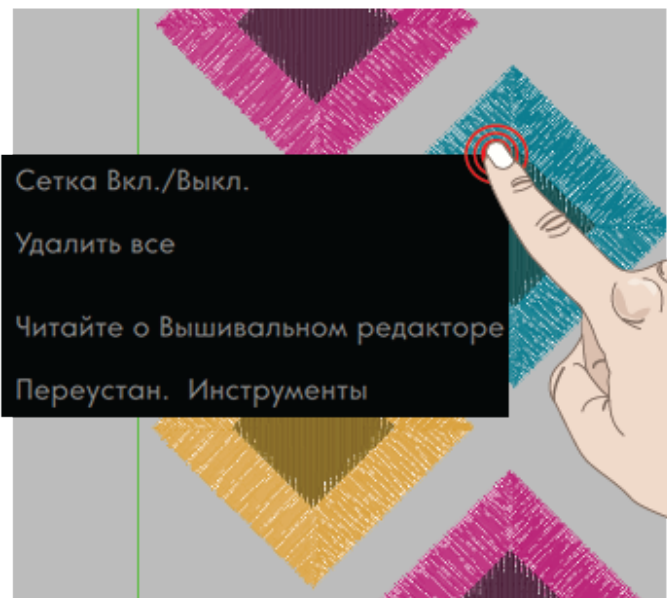 Сетка Вкл./Выкл.
Удалить все
Читайте о Вышивальном редакторе
Переустан. Инструменты